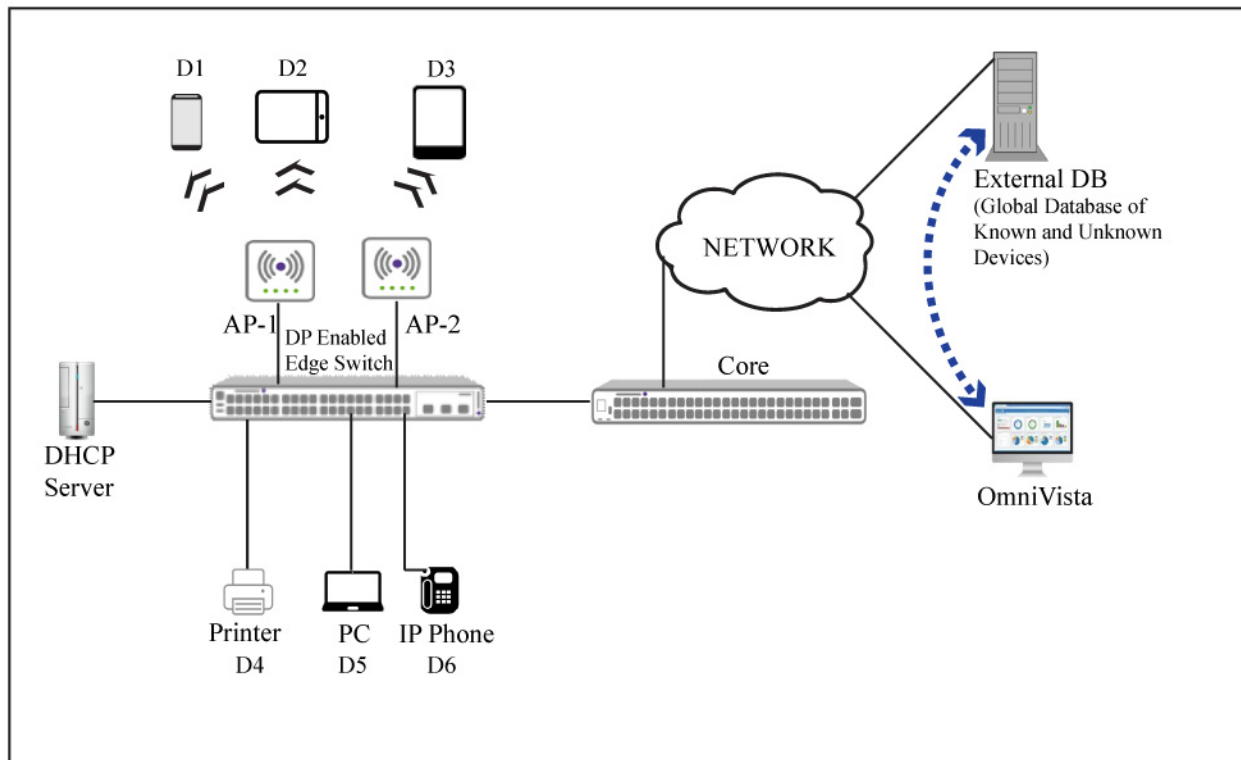 D1
D2
D3
External DB
(Global Database of
Known and Unknown
Devices)
NETWORK
AP-1
AP-2
DP Enabled
Edge Switch
Core
DHCP
Server
OmniVista
Printer
D4
PC
D5
IP Phone
D6